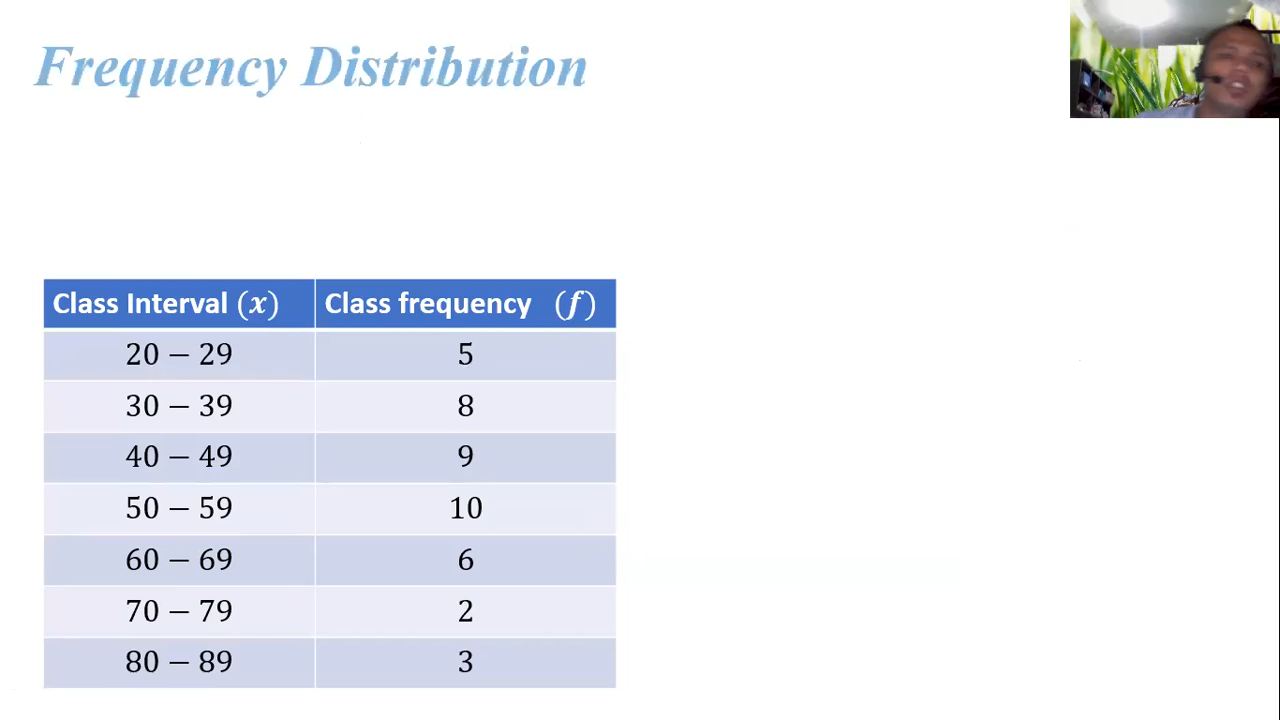 Frequency Distribution
Class Interval (x) Class frequency (f)
20 – 29 5
30 – 39 8
40 – 49 9
50 – 59 10
60 – 69 6
70 – 79 2
80 – 89 3